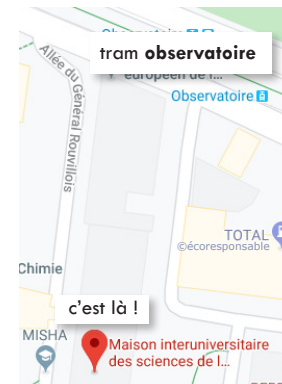 tram observatoire
européen de l...
Observatoire
Allée du Général Rouvillois
TOTAL
©écoresponsable
Chimie
c'est là !
MISHA
Maison interuniversitaire
des sciences de l...